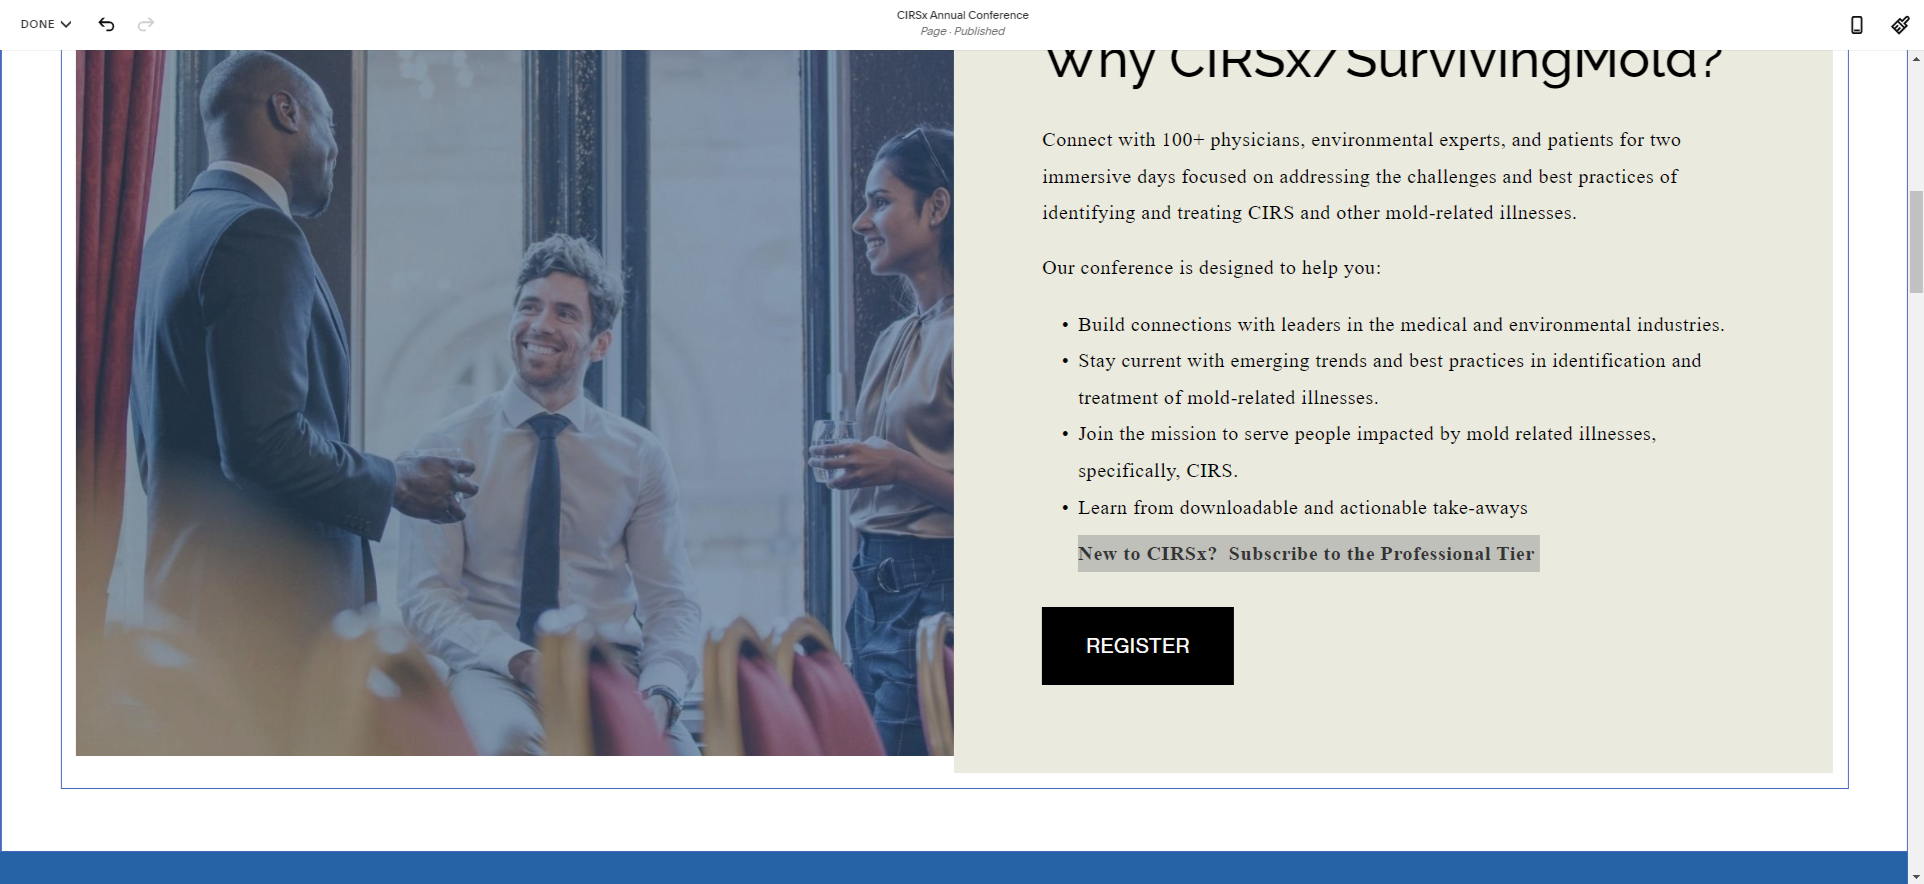 DONE
CIRSx Annual Conference
Page · Published
Why CIRSx/SurvivingMold?
Connect with 100+ physicians, environmental experts, and patients for two
immersive days focused on addressing the challenges and best practices of
identifying and treating CIRS and other mold-related illnesses.
Our conference is designed to help you:
• Build connections with leaders in the medical and environmental industries.
• Stay current with emerging trends and best practices in identification and
treatment of mold-related illnesses.
• Join the mission to serve people impacted by mold related illnesses,
specifically, CIRS.
• Learn from downloadable and actionable take-aways
New to CIRSx?  Subscribe to the Professional Tier
REGISTER